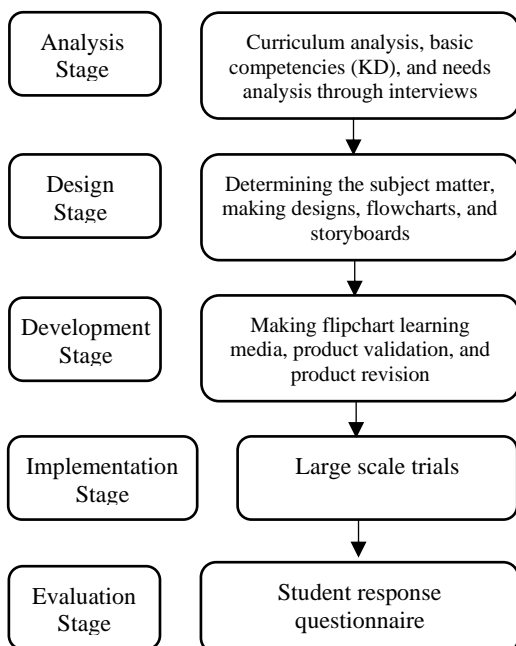 Analysis
Stage
Curriculum analysis, basic
competencies (KD), and needs
analysis through interviews
Design
Stage
Determining the subject matter,
making designs, flowcharts, and
storyboards
Development
Stage
Making flipchart learning
media, product validation, and
product revision
Implementation
Stage
Large scale trials
Evaluation
Stage
Student response
questionnaire